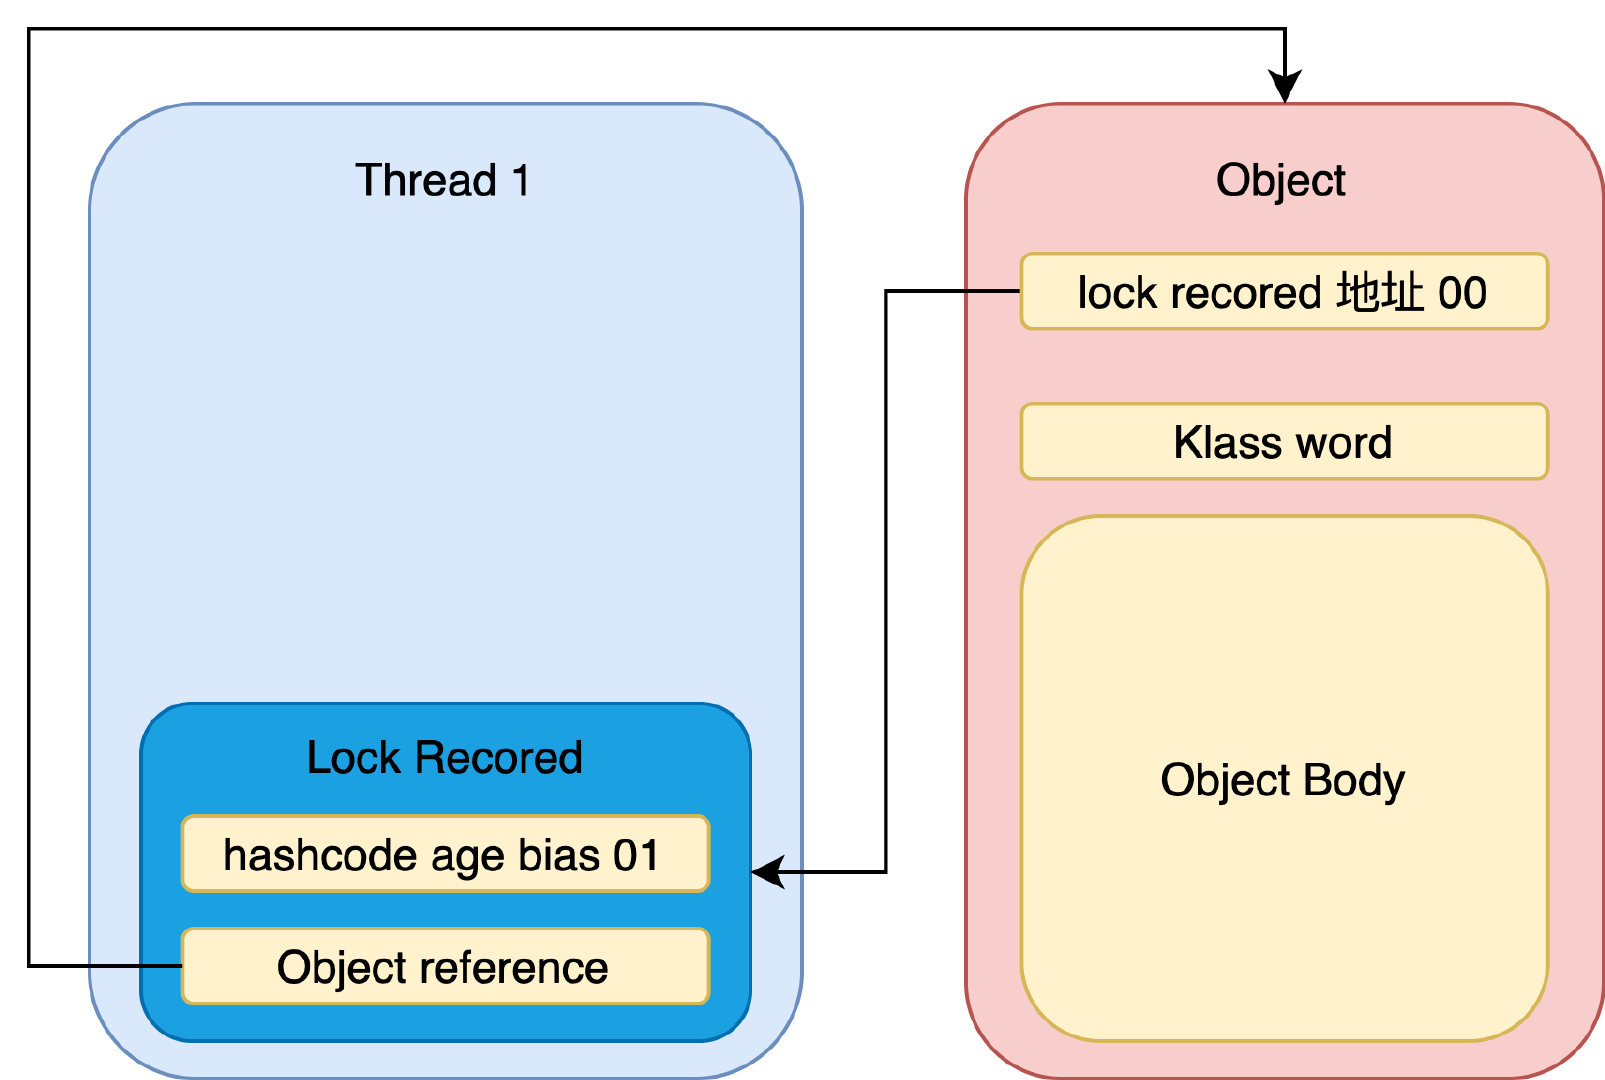 Thread 1
Lock Recored
hashcode age bias 01
Object reference
Object
lock recored 地址 00
Klass word
Object Body